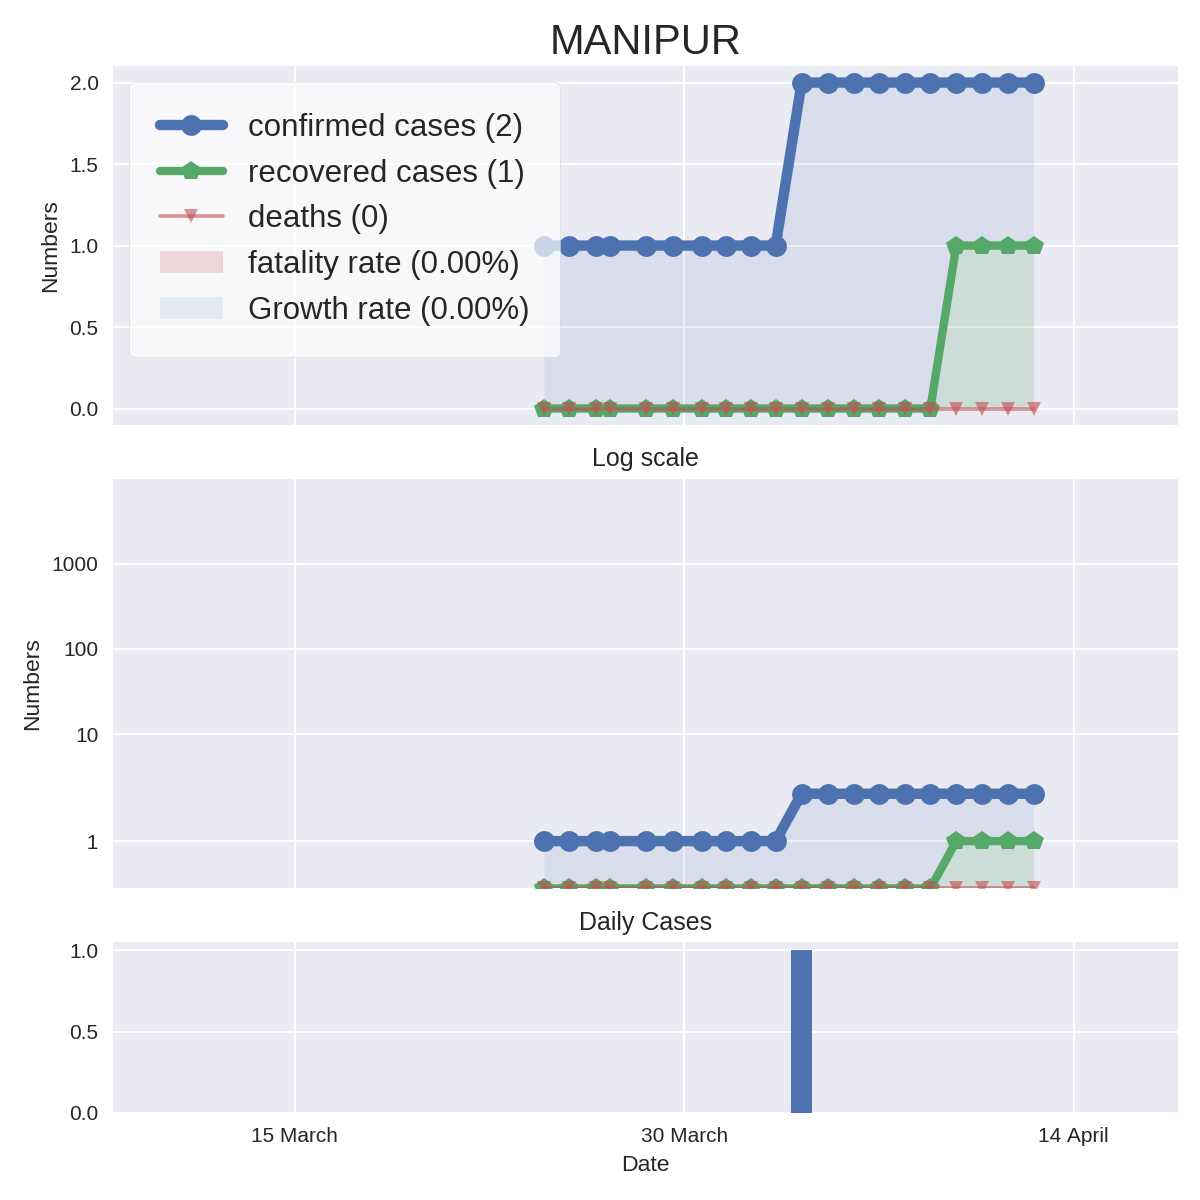 MANIPUR
2.0
1.5
1.0
0.5
0.0
Numbers
confirmed cases (2)
recovered cases (1)
deaths (0)
fatality rate (0.00%)
Growth rate (0.00%)
Log scale
1000
100
10
1
Numbers
Daily Cases
1.0
0.5
0.0
15 March
30 March
14 April
Date